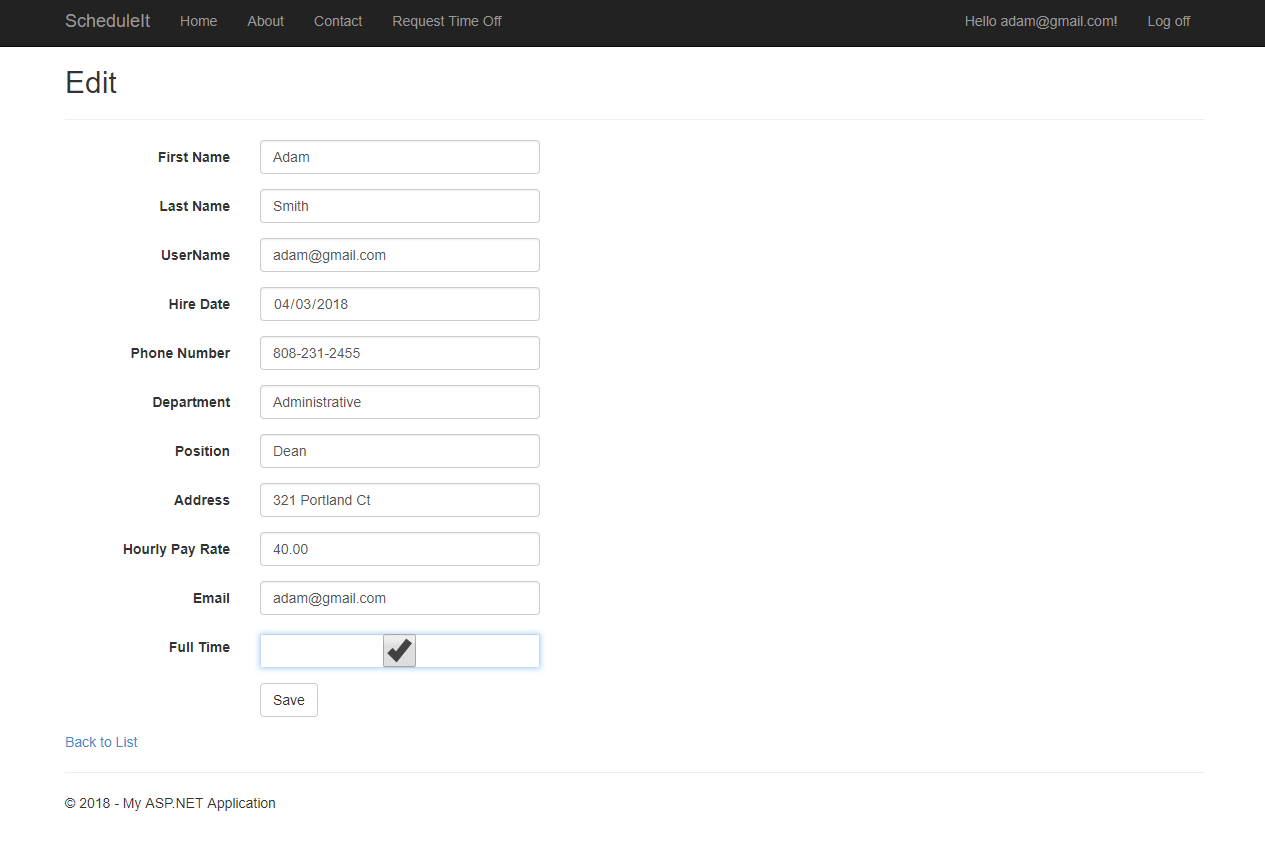 ScheduleIt Home About Contact Request Time Off Hello adam@gmail.com! Log off
Edit
First Name Adam
Last Name Smith
UserName adam@gmail.com
Hire Date 04/03/2018
Phone Number 808-231-2455
Department Administrative
Position Dean
Address 321 Portland Ct
Hourly Pay Rate 40.00
Email adam@gmail.com
Full Time
Save
Back to List
© 2018 - My ASP.NET Application